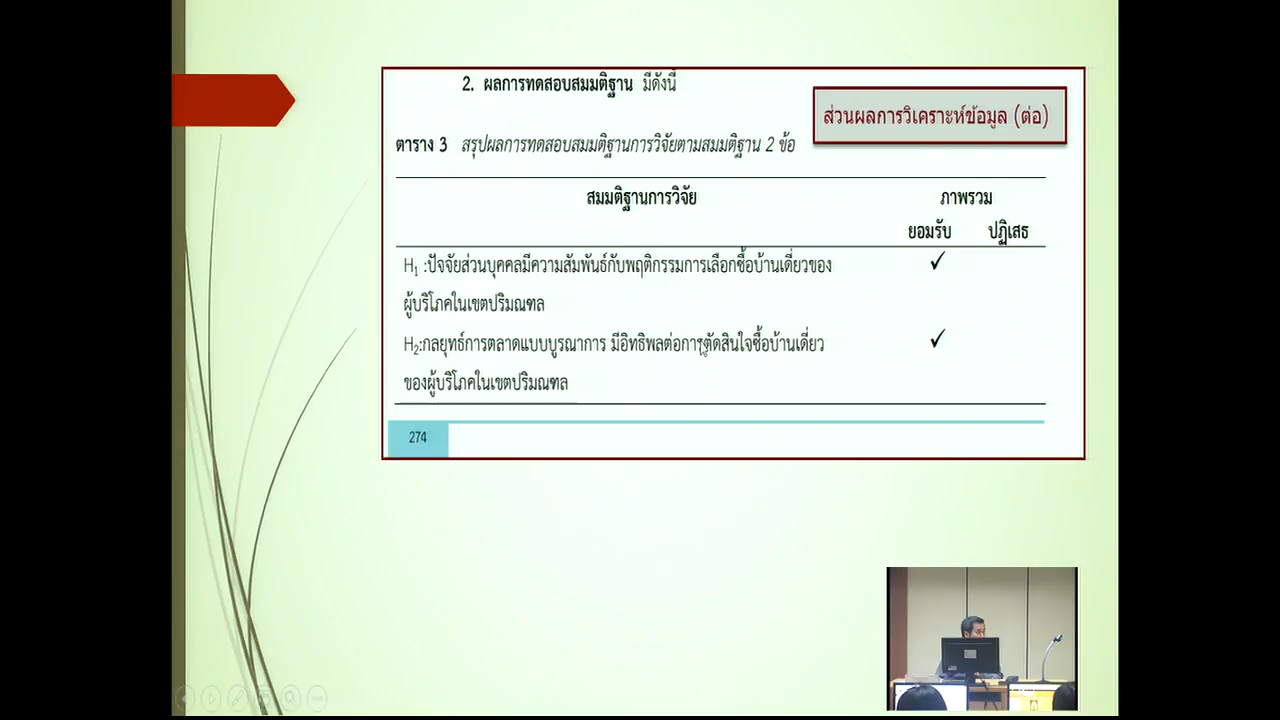 2. ผลการทดสอบสมมติฐาน มีดังนี้
ส่วนผลการวิเคราะห์ข้อมูล (ต่อ)
ตาราง 3 สรุปผลการทดสอบสมมติฐานการวิจัยตามสมมติฐาน 2 ข้อ
สมมติฐานการวิจัย ภาพรวม
ยอมรับ ปฏิเสธ
H1 :ปัจจัยส่วนบุคคลมีความสัมพันธ์กับพฤติกรรมการเลือกซื้อบ้านเดี่ยวของ ✓
ผู้บริโภคในเขตปริมณฑล
H2:กลยุทธ์การตลาดแบบบูรณาการ มีอิทธิพลต่อการตัดสินใจซื้อบ้านเดี่ยว ✓
ของผู้บริโภคในเขตปริมณฑล
274